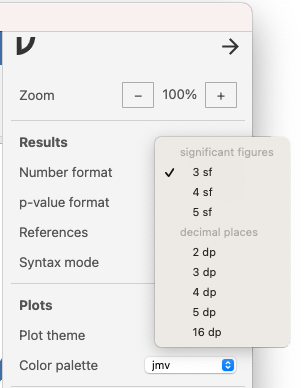 Zoom − 100% +
Results
significant figures
Number format ✓ 3 sf
4 sf
p-value format
5 sf
References
decimal places
2 dp
Syntax mode
3 dp
4 dp
Plots
5 dp
Plot theme
16 dp
Color palette jmv